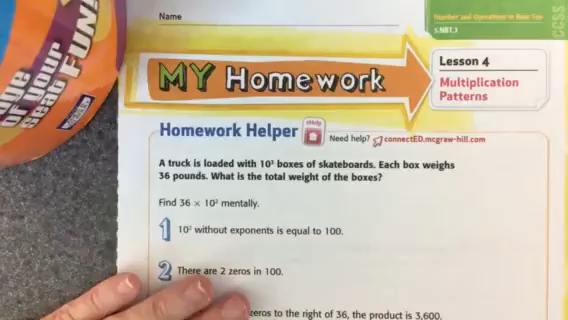 Name
Number and Operations in Base Ten
5.NBT.2
CCSS
MY Homework
Lesson 4
Multiplication
Patterns
Homework Helper
eHelp
Need help? connectED.mcgraw-hill.com
A truck is loaded with 10² boxes of skateboards. Each box weighs
36 pounds. What is the total weight of the boxes?
Find 36 × 10² mentally.
1 10² without exponents is equal to 100.
2 There are 2 zeros in 100.
zeros to the right of 36, the product is 3,600.
of your
FUN!